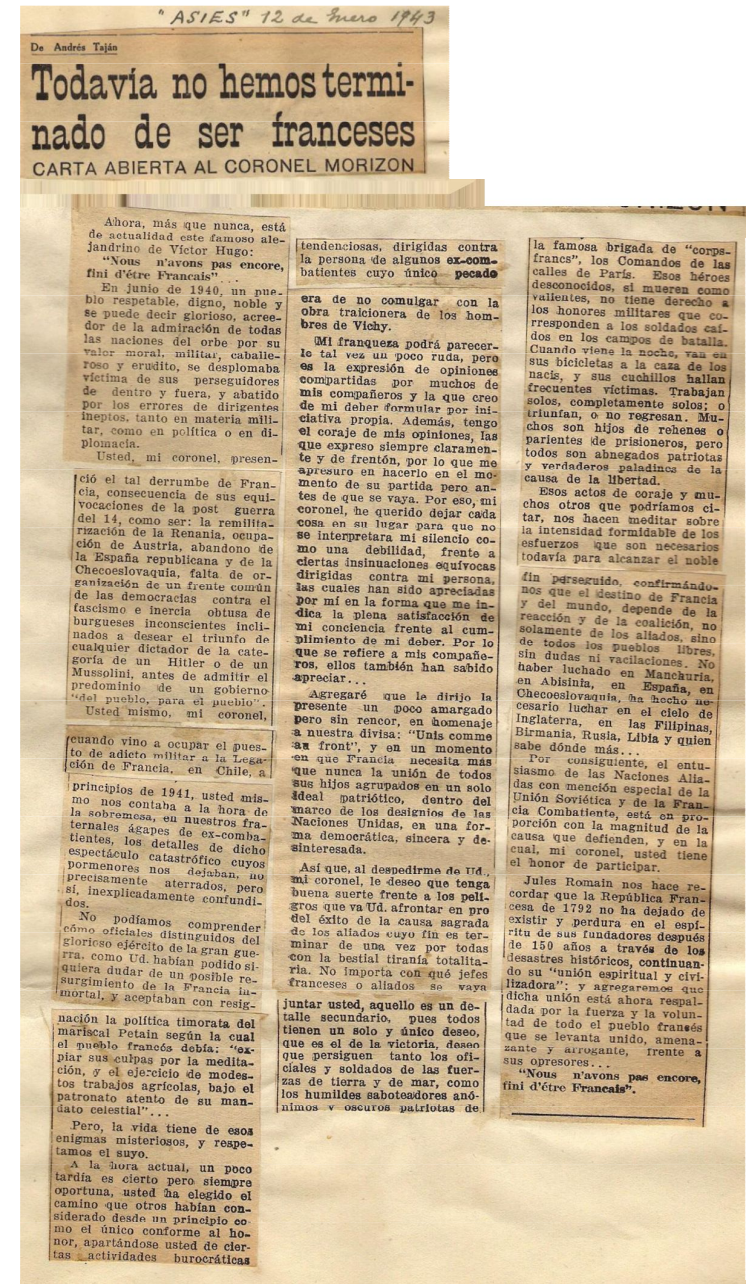 "ASIES" 12 de Enero 1943
De Andrés Taján
Todavía no hemos termi-
nado de ser franceses
CARTA ABIERTA AL CORONEL MORIZON
Ahora, más que nunca, está
de actualidad este famoso ale-
jandrino de Víctor Hugo:
"Nous n'avons pas encore,
fini d'étre Francais"...
En junio de 1940, un pue-
blo respetable, digno, noble y
se puede decir glorioso, acree-
dor de la admiración de todas
las naciones del orbe por su
valor moral, militar, caballe-
roso y erudito, se desplomaba
víctima de sus perseguidores
de dentro y fuera, y abatido
por los errores de dirigentes
ineptos, tanto en materia mili-
tar, como en política o en di-
plomacia.
Usted, mi coronel, presen-
ció el tal derrumbe de Fran-
cia, consecuencia de sus equi-
vocaciones de la post guerra
del 14, como ser: la remilita-
rización de la Renania, ocupa-
ción de Austria, abandono de
la España republicana y de la
Checoeslovaquia, falta de or-
ganización de un frente común
de las democracias contra el
fascismo e inercia obtusa de
burgueses inconscientes incli-
nados a desear el triunfo de
cualquier dictador de la cate-
goría de un Hitler o de un
Mussolini, antes de admitir el
predominio de un gobierno
"del pueblo, para el pueblo".
Usted mismo, mi coronel,
cuando vino a ocupar el pues-
to de adicto militar a la Lega-
ción de Francia, en Chile, a
principios de 1941, usted mis-
mo nos contaba a la hora de
la sobremesa, en nuestros fra-
ternales ágapes de ex-comba-
tientes, los detalles de dicho
espectáculo catastrófico cuyos
pormenores nos dejaban, no
precisamente aterrados, pero
sí, inexplicadamente confundi-
dos.
No podíamos comprender
cómo oficiales distinguidos del
glorioso ejército de la gran gue-
rra, como Ud. habían podido si-
quiera dudar de un posible re-
surgimiento de la Francia in-
mortal, y aceptaban con resig-
nación la política timorata del
mariscal Petain según la cual
el pueblo francés debía: "ex-
piar sus culpas por la medita-
ción, y el ejercicio de modes-
tos trabajos agrícolas, bajo el
patronato atento de su man-
dato celestial"...
Pero, la vida tiene de esos
enigmas misteriosos, y respe-
tamos el suyo.
A la hora actual, un poco
tardía es cierto pero siempre
oportuna, usted ha elegido el
camino que otros habían con-
siderado desde un principio co-
mo el único conforme al ho-
nor, apartándose usted de cier-
tas actividades burocráticas
tendenciosas, dirigidas contra
la persona de algunos ex-com-
batientes cuyo único pecado
era de no comulgar con la
obra traicionera de los hom-
bres de Vichy.
Mi franqueza podrá parecer-
le tal vez un poco ruda, pero
es la expresión de opiniones
compartidas por muchos de
mis compañeros y la que creo
de mi deber formular por ini-
ciativa propia. Además, tengo
el coraje de mis opiniones, las
que expreso siempre claramen-
te y de frentón, por lo que me
apresuro en hacerlo en el mo-
mento de su partida pero an-
tes de que se vaya. Por eso, mi
coronel, he querido dejar cada
cosa en su lugar para que no
se interpretara mi silencio co-
mo una debilidad, frente a
ciertas insinuaciones equívocas
dirigidas contra mi persona,
las cuales han sido apreciadas
por mí en la forma que me in-
dica la plena satisfacción de
mi conciencia frente al cum-
plimiento de mi deber. Por lo
que se refiere a mis compañe-
ros, ellos también han sabido
apreciar...
Agregaré que le dirijo la
presente un poco amargado
pero sin rencor, en homenaje
a nuestra divisa: "Unis comme
au front", y en un momento
en que Francia necesita más
que nunca la unión de todos
sus hijos agrupados en un solo
ideal patriótico, dentro del
marco de los designios de las
Naciones Unidas, en una for-
ma democrática, sincera y de-
sinteresada.
Así que, al despedirme de Ud.,
mi coronel, le deseo que tenga
buena suerte frente a los peli-
gros que va Ud. afrontar en pro
del éxito de la causa sagrada
de los aliados cuyo fin es ter-
minar de una vez por todas
con la bestial tiranía totalita-
ria. No importa con qué jefes
franceses o aliados se vaya
juntar usted, aquello es un de-
talle secundario, pues todos
tienen un solo y único deseo,
que es el de la victoria, deseo
que persiguen tanto los ofi-
ciales y soldados de las fuer-
zas de tierra y de mar, como
los humildes saboteadores anó-
nimos y oscuros patriotas de
la famosa brigada de "corps-
francs", los Comandos de las
calles de París. Esos héroes
desconocidos, si mueren como
valientes, no tiene derecho a
los honores militares que co-
rresponden a los soldados caí-
dos en los campos de batalla.
Cuando viene la noche, van en
sus bicicletas a la caza de los
nacis, y sus cuchillos hallan
frecuentes víctimas. Trabajan
solos, completamente solos; o
triunfan, o no regresan. Mu-
chos son hijos de rehenes o
parientes de prisioneros, pero
todos son abnegados patriotas
y verdaderos paladines de la
causa de la libertad.
Esos actos de coraje y mu-
chos otros que podríamos ci-
tar, nos hacen meditar sobre
la intensidad formidable de los
esfuerzos que son necesarios
todavía para alcanzar el noble
fin perseguido, confirmándo-
nos que el destino de Francia
y del mundo, depende de la
reacción y de la coalición, no
solamente de los aliados, sino
de todos los pueblos libres,
sin dudas ni vacilaciones. No
haber luchado en Manchuria,
en Abisinia, en España, en
Checoeslovaquia, ha hecho ne-
cesario luchar en el cielo de
Inglaterra, en las Filipinas,
Birmania, Rusia, Libia y quien
sabe dónde más...
Por consiguiente, el entu-
siasmo de las Naciones Alia-
das con mención especial de la
Unión Soviética y de la Fran-
cia Combatiente, está en pro-
porción con la magnitud de la
causa que defienden, y en la
cual, mi coronel, usted tiene
el honor de participar.
Jules Romain nos hace re-
cordar que la República Fran-
cesa de 1792 no ha dejado de
existir y perdura en el espí-
ritu de sus fundadores después
de 150 años a través de los
desastres históricos, continuan-
do su "unión espiritual y civi-
lizadora"; y agregaremos que
dicha unión está ahora respal-
dada por la fuerza y la volun-
tad de todo el pueblo francés
que se levanta unido, amena-
zante y arrogante, frente a
sus opresores...
"Nous n'avons pas encore,
fini d'étre Francais".